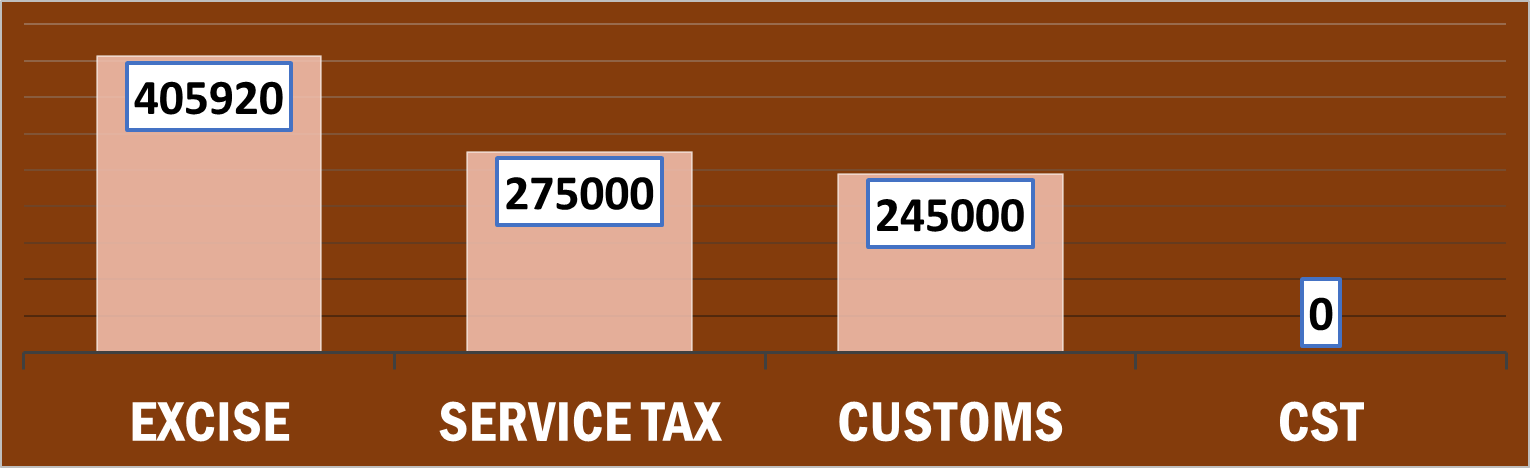 405920
275000
245000
0
EXCISE SERVICE TAX CUSTOMS CST